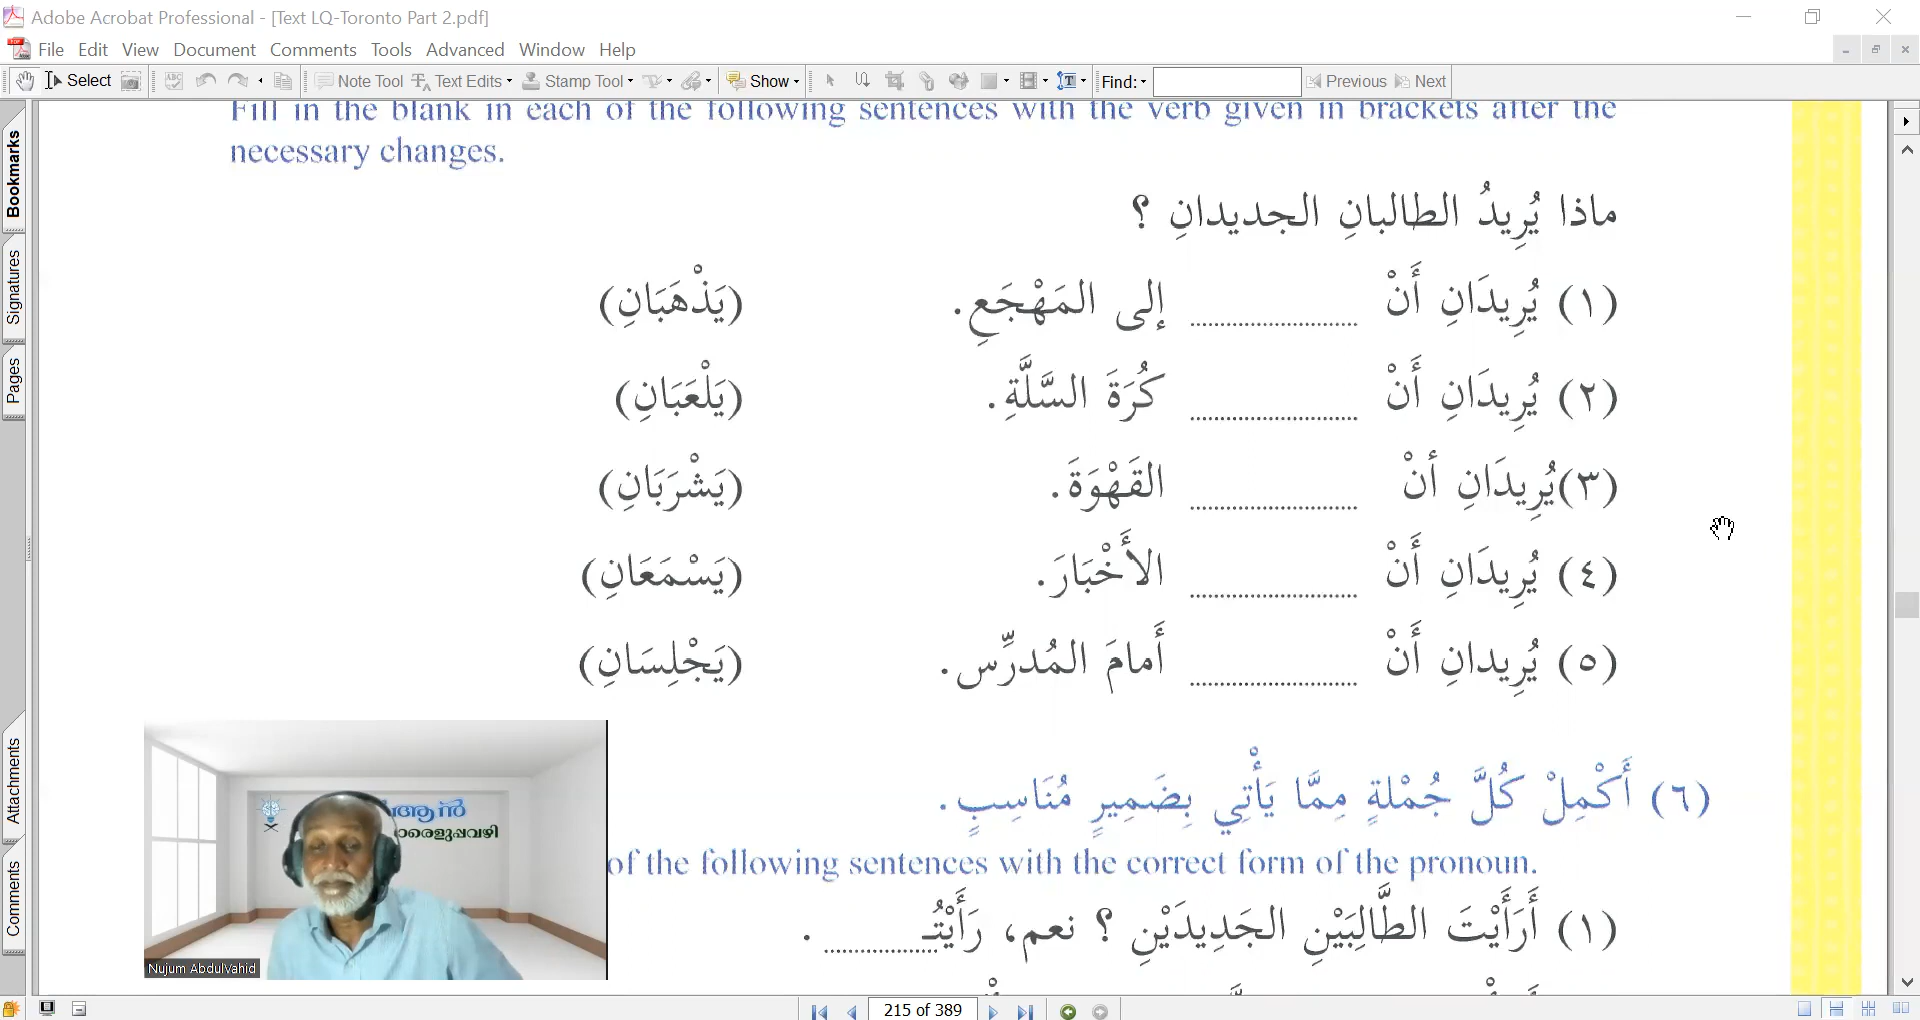 Adobe Acrobat Professional - [Text LQ-Toronto Part 2.pdf]
File Edit View Document Comments Tools Advanced Window Help
Select Note Tool Text Edits Stamp Tool Show Find: Previous Next
Bookmarks
Signatures
Pages
Attachments
Comments
Fill in the blank in each of the following sentences with the verb given in brackets after the
necessary changes.
ماذا يُرِيدُ الطالبانِ الجديدانِ ؟
(١) يُرِيدَانِ أَنْ .................. إلى المَهْجَعِ. (يَذْهَبَانِ)
(٢) يُرِيدَانِ أَنْ .................. كُرَةَ السَّلَّةِ. (يَلْعَبَانِ)
(٣)يُرِيدَانِ أنْ .................. القَهْوَةَ. (يَشْرَبَانِ)
(٤) يُرِيدَانِ أَنْ .................. الأَخْبَارَ. (يَسْمَعَانِ)
(٥) يُرِيدانِ أَنْ .................. أَمامَ المُدرِّس. (يَجْلِسَانِ)
(٦) أَكْمِلْ كُلَّ جُمْلةٍ مِمَّا يَأْتِي بِضَمِيرٍ مُنَاسِبٍ.
of the following sentences with the correct form of the pronoun.
(١) أَرَأَيْتَ الطَّالِبَيْنِ الجَدِيدَيْنِ ؟ نعم، رَأَيْتُـ............ .
Nujum AbdulVahid
215 of 389